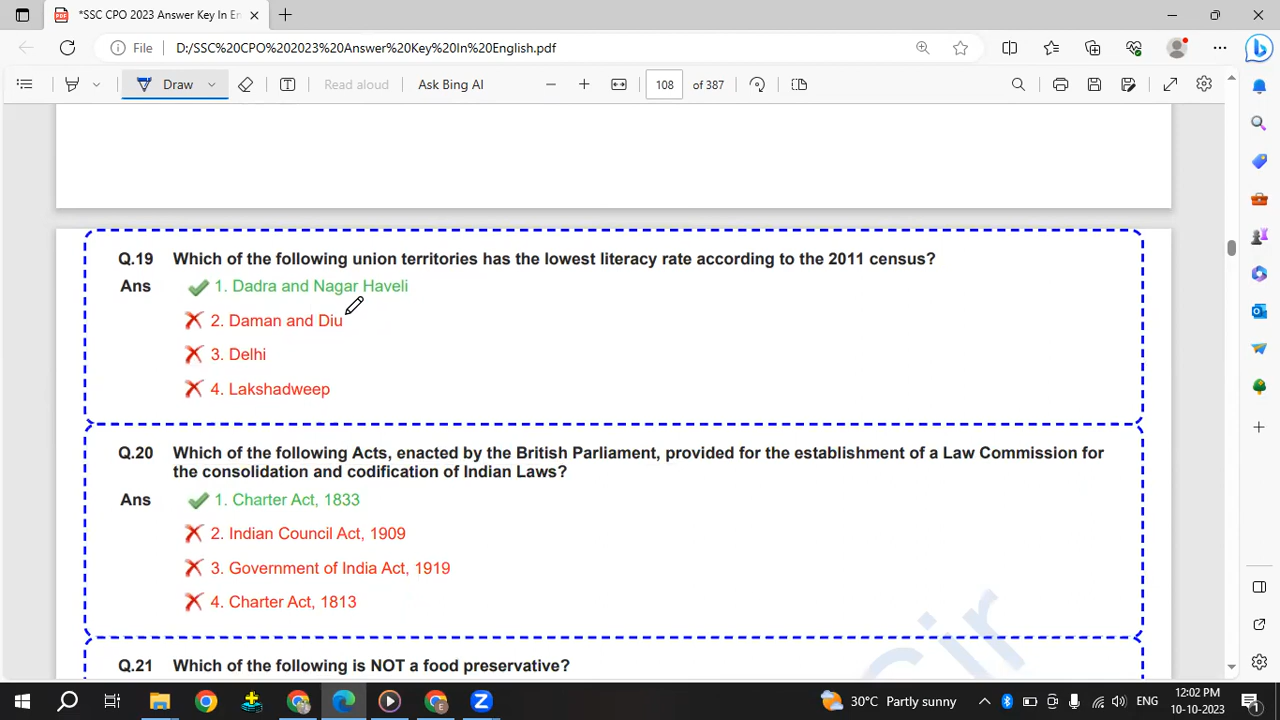 *SSC CPO 2023 Answer Key In En
File D:/SSC%20CPO%202023%20Answer%20Key%20In%20English.pdf
Draw Read aloud Ask Bing AI 108 of 387
Q.19 Which of the following union territories has the lowest literacy rate according to the 2011 census?
Ans 1. Dadra and Nagar Haveli
2. Daman and Diu
3. Delhi
4. Lakshadweep
Q.20 Which of the following Acts, enacted by the British Parliament, provided for the establishment of a Law Commission for
the consolidation and codification of Indian Laws?
Ans 1. Charter Act, 1833
2. Indian Council Act, 1909
3. Government of India Act, 1919
4. Charter Act, 1813
Q.21 Which of the following is NOT a food preservative?
30°C Partly sunny ENG 12:02 PM
10-10-2023